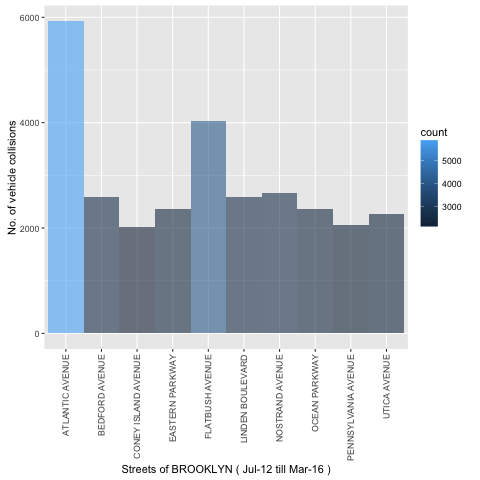 6000
4000
2000
0
No. of vehicle collisions
ATLANTIC AVENUE
BEDFORD AVENUE
CONEY ISLAND AVENUE
EASTERN PARKWAY
FLATBUSH AVENUE
LINDEN BOULEVARD
NOSTRAND AVENUE
OCEAN PARKWAY
PENNSYLVANIA AVENUE
UTICA AVENUE
Streets of BROOKLYN ( Jul-12 till Mar-16 )
count
5000
4000
3000